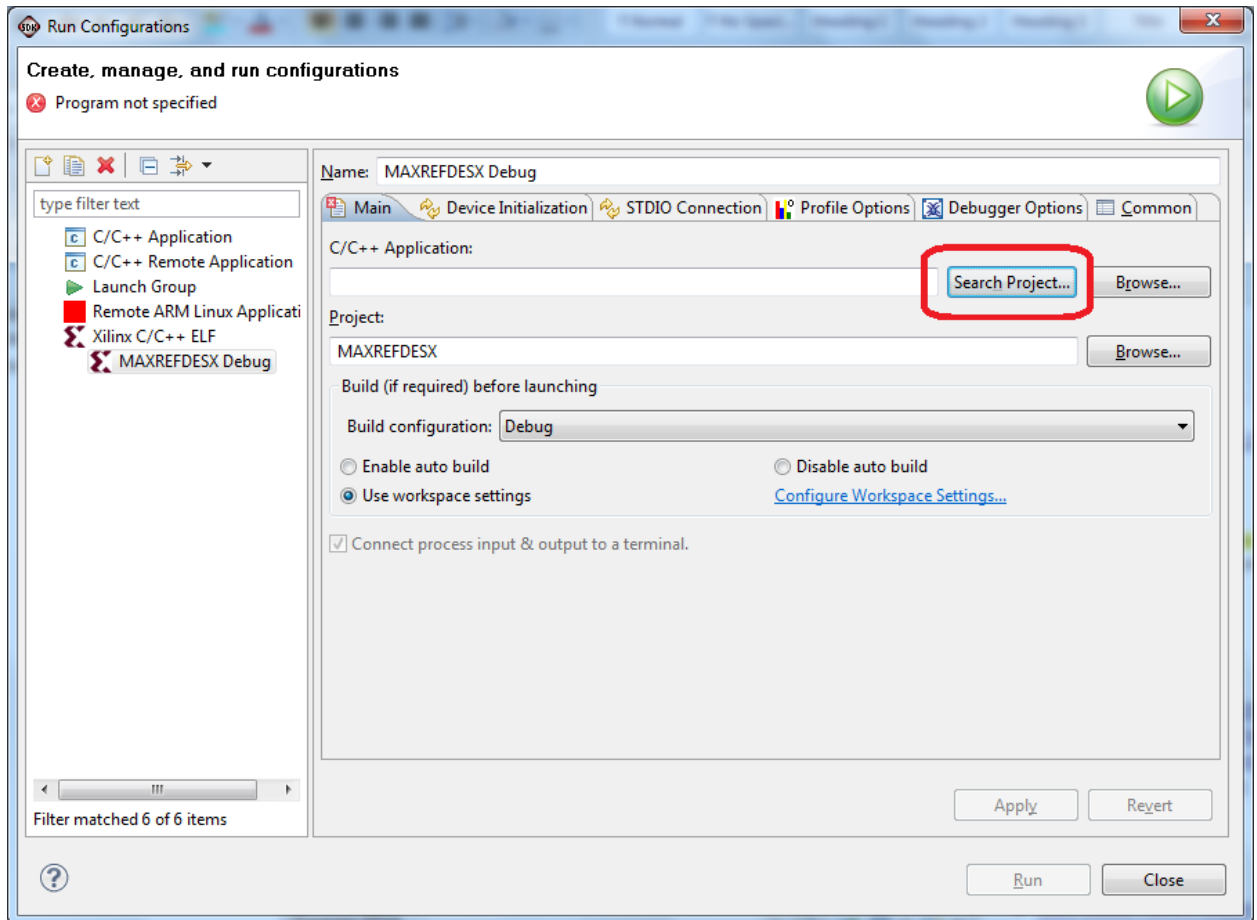 SDK Run Configurations
Create, manage, and run configurations
Program not specified
type filter text
C/C++ Application
C/C++ Remote Application
Launch Group
Remote ARM Linux Applicati
Xilinx C/C++ ELF
MAXREFDESX Debug
Filter matched 6 of 6 items
Name: MAXREFDESX Debug
Main Device Initialization STDIO Connection Profile Options Debugger Options Common
C/C++ Application:
Search Project... Browse...
Project:
MAXREFDESX Browse...
Build (if required) before launching
Build configuration: Debug
Enable auto build Disable auto build
Use workspace settings Configure Workspace Settings...
Connect process input & output to a terminal.
Apply Revert
Run Close